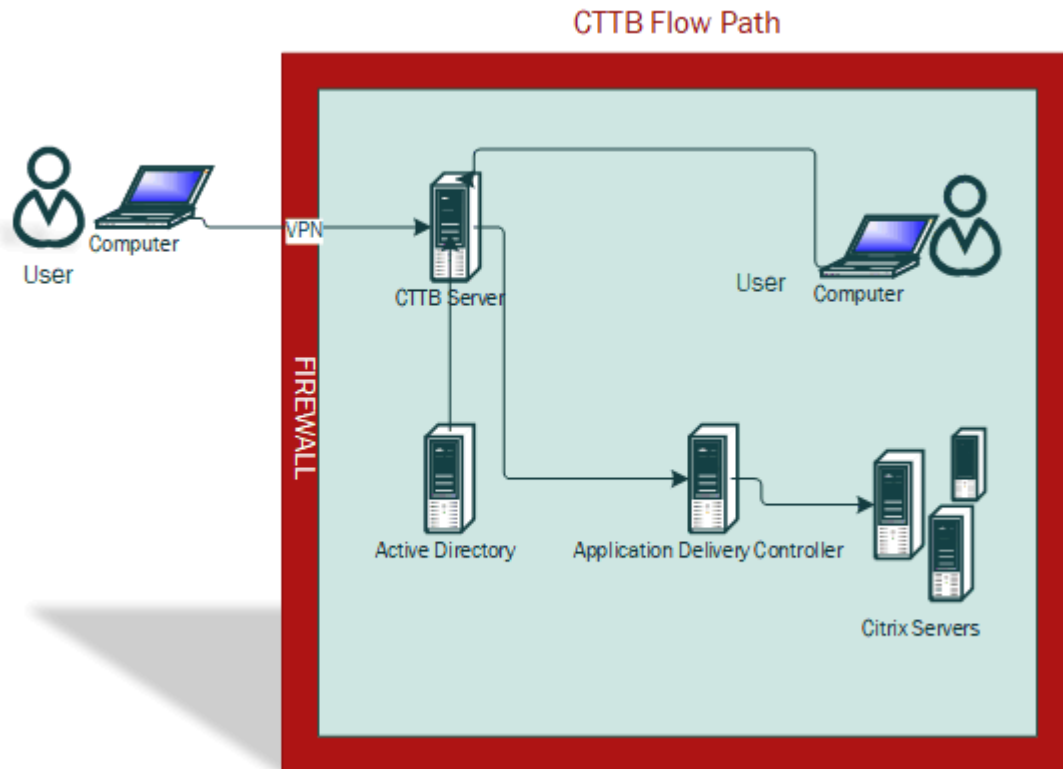 CTTB Flow Path
VPN
Computer
User
CTTB Server
User
Computer
FIREWALL
Active Directory
Application Delivery Controller
Citrix Servers